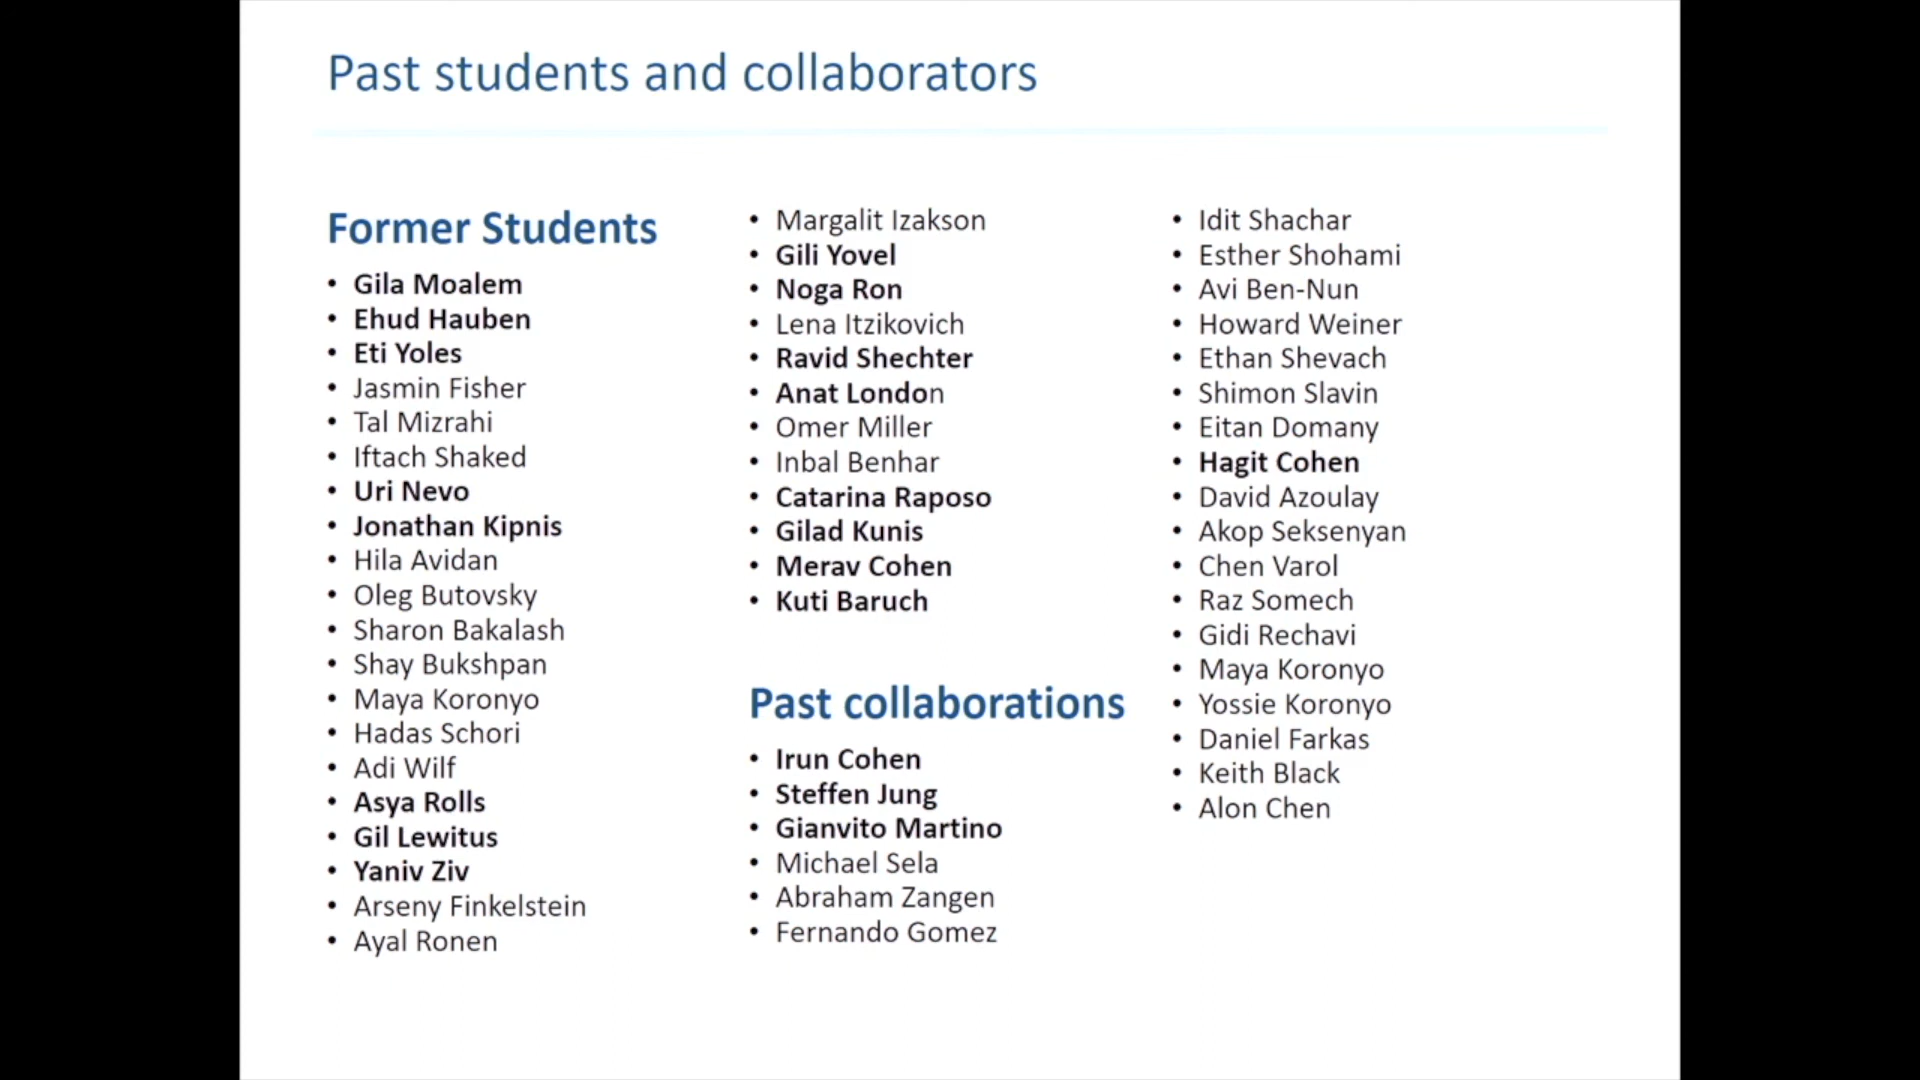 Past students and collaborators
Former Students
• Gila Moalem
• Ehud Hauben
• Eti Yoles
• Jasmin Fisher
• Tal Mizrahi
• Iftach Shaked
• Uri Nevo
• Jonathan Kipnis
• Hila Avidan
• Oleg Butovsky
• Sharon Bakalash
• Shay Bukshpan
• Maya Koronyo
• Hadas Schori
• Adi Wilf
• Asya Rolls
• Gil Lewitus
• Yaniv Ziv
• Arseny Finkelstein
• Ayal Ronen
• Margalit Izakson
• Gili Yovel
• Noga Ron
• Lena Itzikovich
• Ravid Shechter
• Anat London
• Omer Miller
• Inbal Benhar
• Catarina Raposo
• Gilad Kunis
• Merav Cohen
• Kuti Baruch
Past collaborations
• Irun Cohen
• Steffen Jung
• Gianvito Martino
• Michael Sela
• Abraham Zangen
• Fernando Gomez
• Idit Shachar
• Esther Shohami
• Avi Ben-Nun
• Howard Weiner
• Ethan Shevach
• Shimon Slavin
• Eitan Domany
• Hagit Cohen
• David Azoulay
• Akop Seksenyan
• Chen Varol
• Raz Somech
• Gidi Rechavi
• Maya Koronyo
• Yossie Koronyo
• Daniel Farkas
• Keith Black
• Alon Chen